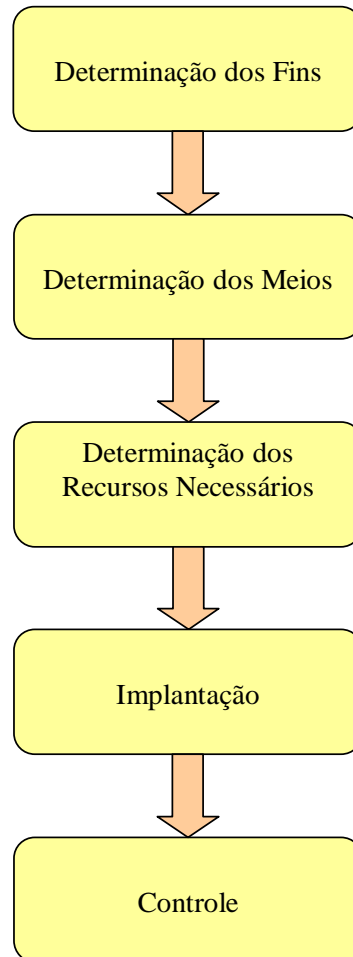 Determinação dos Fins
Determinação dos Meios
Determinação dos
Recursos Necessários
Implantação
Controle